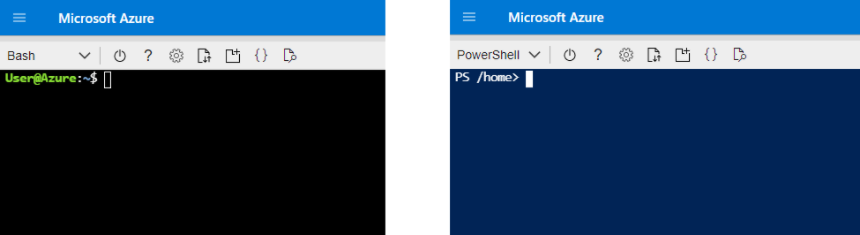 Microsoft Azure
Bash
?
{}
User@Azure:~$
Microsoft Azure
PowerShell
?
{}
PS /home>